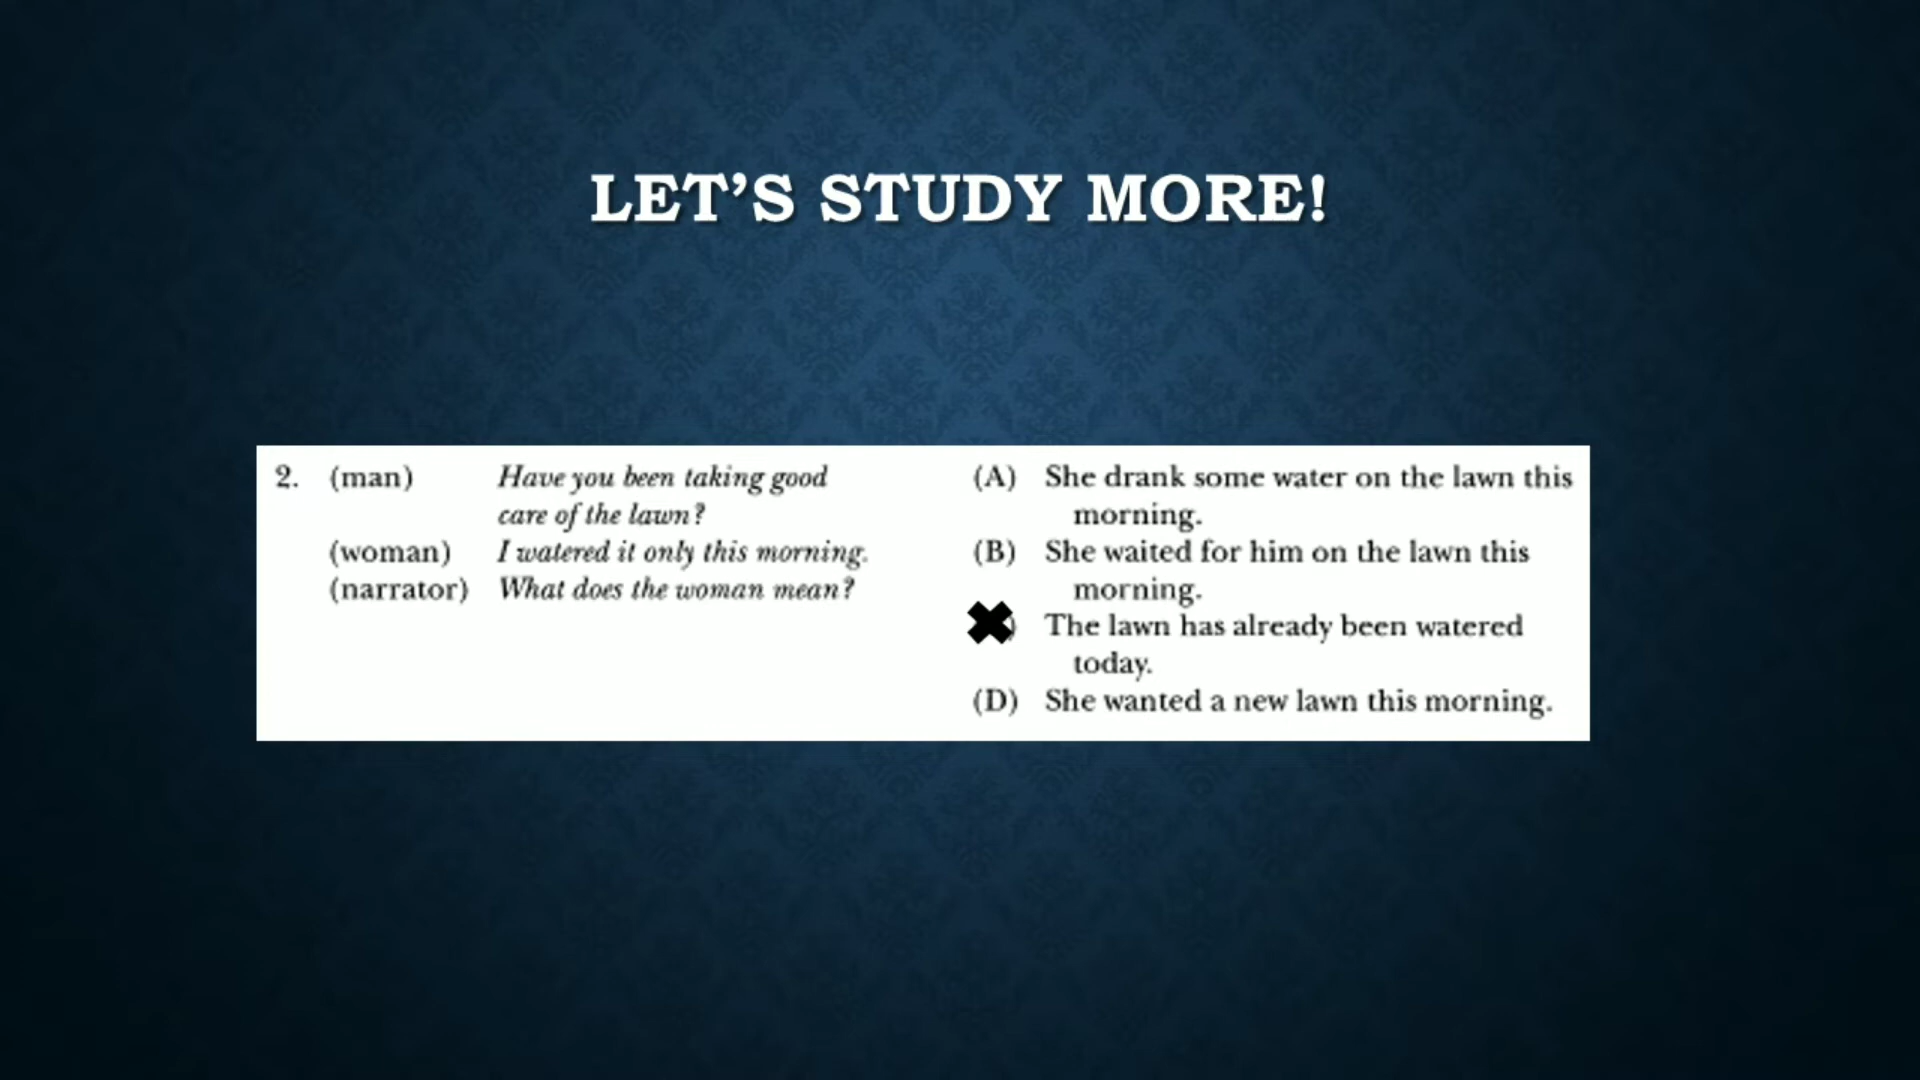 LET'S STUDY MORE!
2. (man) Have you been taking good
care of the lawn?
(woman) I watered it only this morning.
(narrator) What does the woman mean?
(A) She drank some water on the lawn this
morning.
(B) She waited for him on the lawn this
morning.
The lawn has already been watered
today.
(D) She wanted a new lawn this morning.